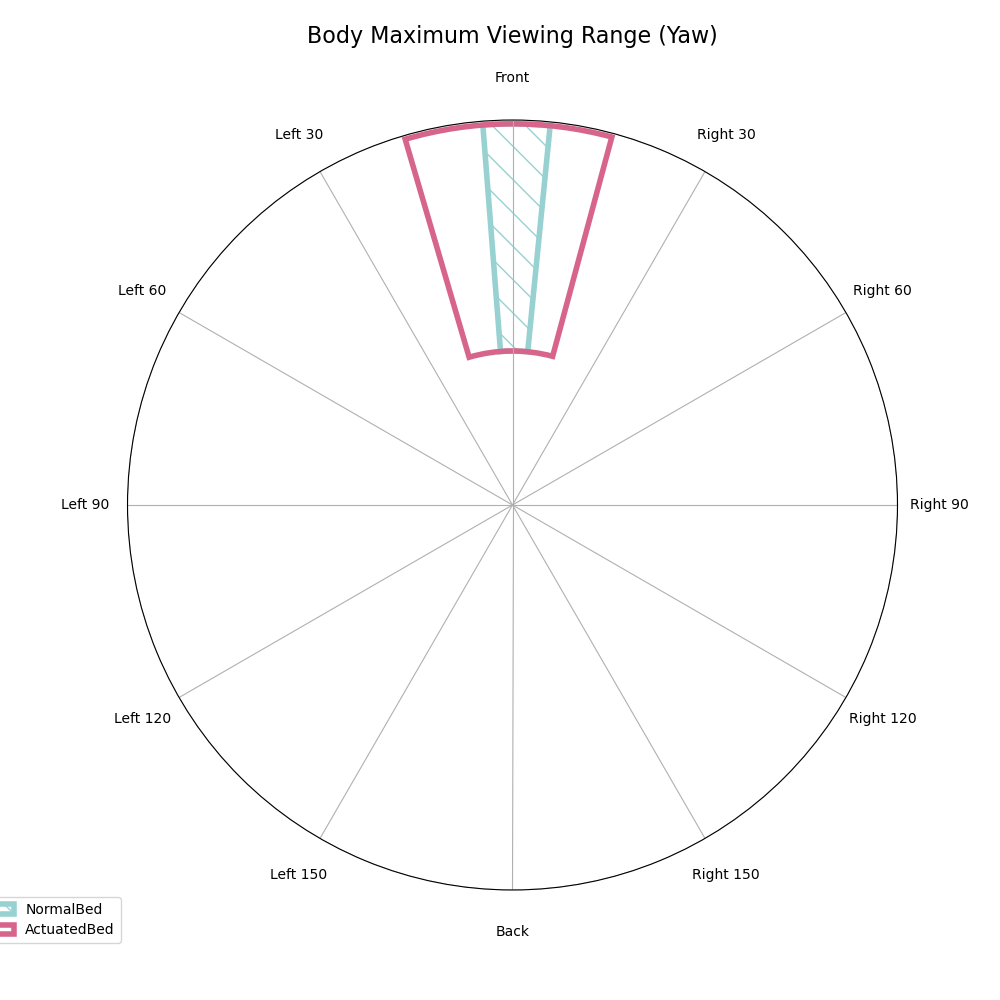 Body Maximum Viewing Range (Yaw)
Front
Left 30
Right 30
Left 60
Right 60
Left 90
Right 90
Left 120
Right 120
Left 150
Right 150
Back
NormalBed
ActuatedBed